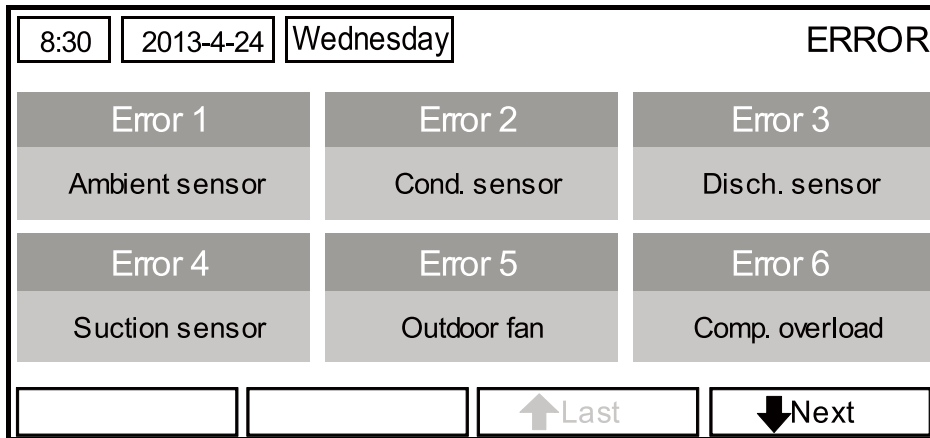 8:30 2013-4-24 Wednesday ERROR
Error 1 Error 2 Error 3
Ambient sensor Cond. sensor Disch. sensor
Error 4 Error 5 Error 6
Suction sensor Outdoor fan Comp. overload
Last Next